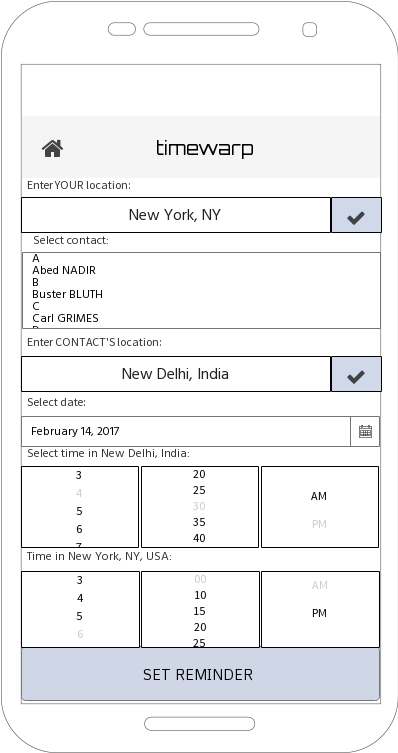 timewarp
EnterYOUR location:
New York, NY
Select contact:
A
Abed NADIR
B
Buster BLUTH
C
Carl GRIMES
Enter CONTACT'S location:
New Delhi, India
Select date:
February 14, 2017
Select time in New Delhi, India:
3 20
4 25 AM
5 30
6 35 PM
7 40
Time in New York, NY, USA:
3 00 AM
4 10
5 15 PM
6 20
25
SET REMINDER